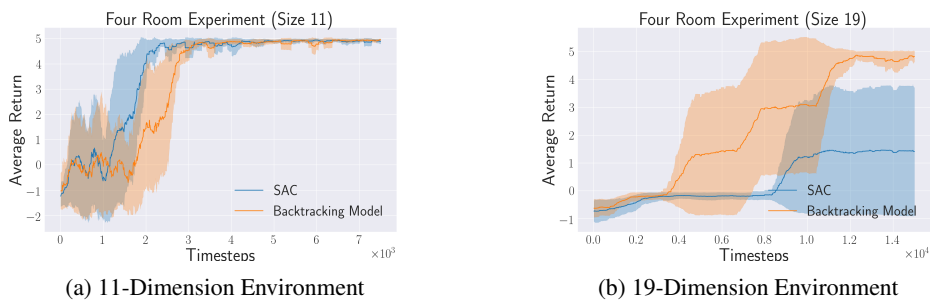 Four Room Experiment (Size 11)
Average Return
5
4
3
2
1
0
−1
−2
SAC
Backtracking Model
0 1 2 3 4 5 6 7
Timesteps
×10³
(a) 11-Dimension Environment
Four Room Experiment (Size 19)
Average Return
5
4
3
2
1
0
−1
SAC
Backtracking Model
0.0 0.2 0.4 0.6 0.8 1.0 1.2 1.4
Timesteps
×10⁴
(b) 19-Dimension Environment